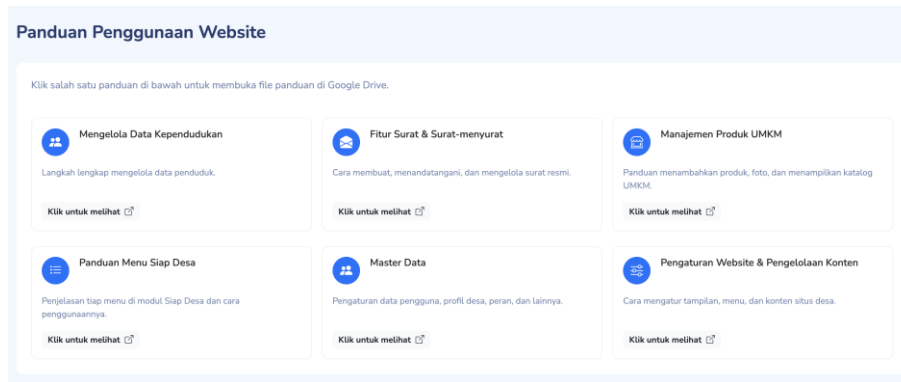 Panduan Penggunaan Website
Klik salah satu panduan di bawah untuk membuka file panduan di Google Drive.
Mengelola Data Kependudukan
Langkah lengkap mengelola data penduduk.
Klik untuk melihat
Fitur Surat & Surat-menyurat
Cara membuat, menandatangani, dan mengelola surat resmi.
Klik untuk melihat
Manajemen Produk UMKM
Panduan menambahkan produk, foto, dan menampilkan katalog
UMKM.
Klik untuk melihat
Panduan Menu Siap Desa
Penjelasan tiap menu di modul Siap Desa dan cara
penggunaannya.
Klik untuk melihat
Master Data
Pengaturan data pengguna, profil desa, peran, dan lainnya.
Klik untuk melihat
Pengaturan Website & Pengelolaan Konten
Cara mengatur tampilan, menu, dan konten situs desa.
Klik untuk melihat